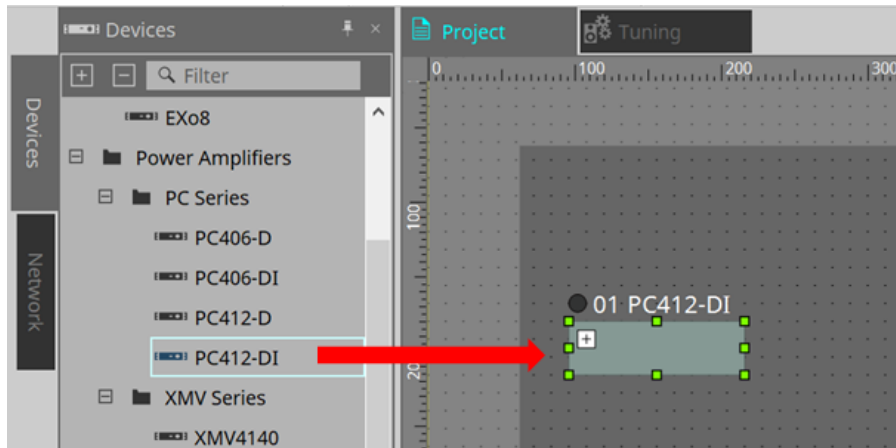 Devices
Project
Tuning
Filter
0
100
200
300
Devices
Network
EXo8
Power Amplifiers
PC Series
PC406-D
PC406-DI
PC412-D
PC412-DI
XMV Series
XMV4140
100
20
01 PC412-DI